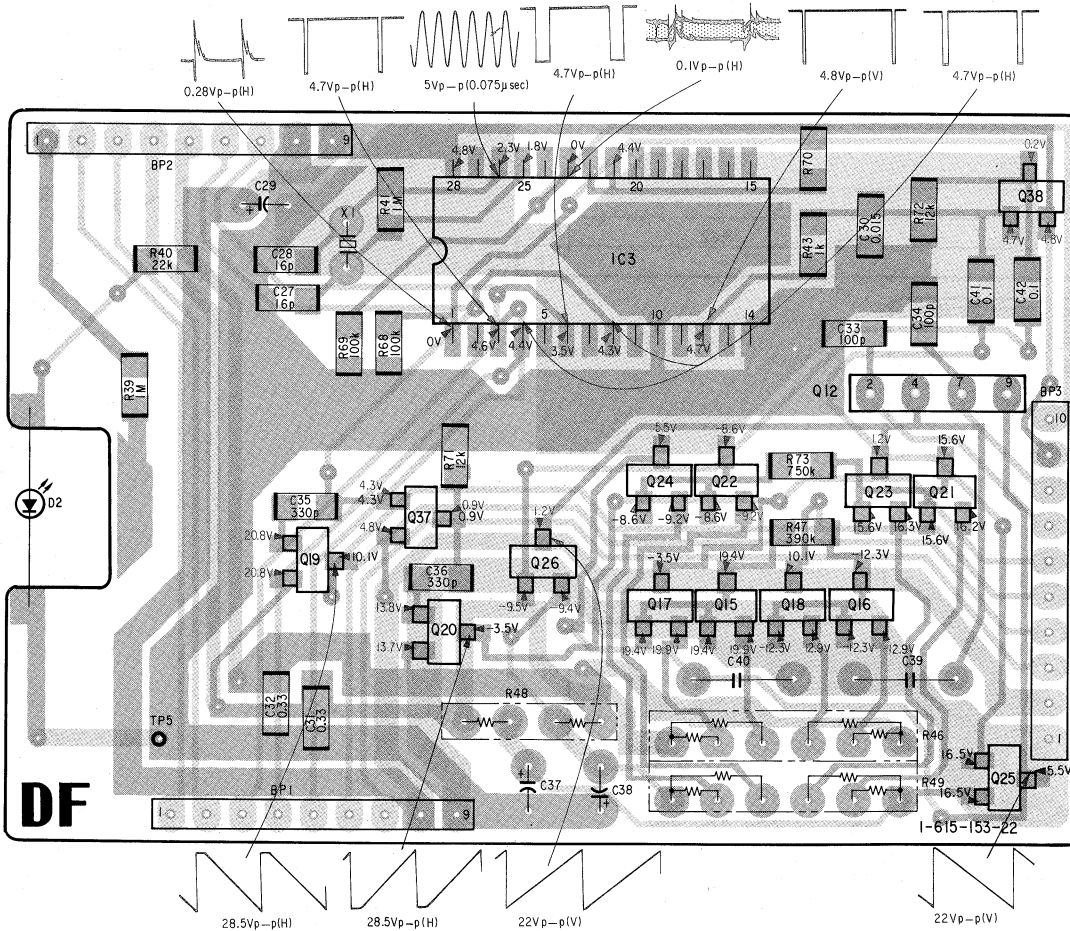 0.28Vp-p(H)
4.7Vp-p(H)
5Vp-p(0.075µsec)
4.7Vp-p(H)
0.1Vp-p(H)
4.8Vp-p(V)
4.7Vp-p(H)
1 9
BP2
4.8V 2.3V 1.8V 0V 4.4V
28 25 20 15
IC3
1 5 10 14
0V 4.6V 4.4V 3.5V 4.3V 4.7V
C29
R41 1M
X1
R40 22k
C28 16p
C27 16p
R69 100k
R68 100k
R39 1M
R70
R43 1k
C30 0.015
R72 12k
0.2V
Q38
4.7V -4.8V
C41 0.1
C42 0.1
C34 100p
C33 100p
Q12
2 4 7 9
BP3
10
1
D2
R71 12k
C35 330p
4.3V
4.3V
4.8V
Q37
0.9V
0.9V
20.8V
20.8V
Q19
10.1V
C36 330p
13.8V
13.7V
Q20
-3.5V
1.2V
Q26
-9.5V -9.4V
5.5V
Q24
-8.6V -9.2V
-8.6V
Q22
-8.6V -9.2V
R73 750k
R47 390k
1.2V
Q23
15.6V 16.3V
15.6V
Q21
15.6V 16.2V
-3.5V
Q17
19.4V 19.9V
19.4V
Q15
19.4V 19.9V
10.1V
Q18
-12.3V 12.9V
-12.3V
Q16
-12.3V -12.9V
C40
C39
C32 0.33
C31 0.33
TP5
R48
R46
R49
C37
C38
16.5V
16.5V
Q25
5.5V
DF
BP1
1 9
1-615-153-22
28.5Vp-p(H)
28.5Vp-p(H)
22Vp-p(V)
22Vp-p(V)